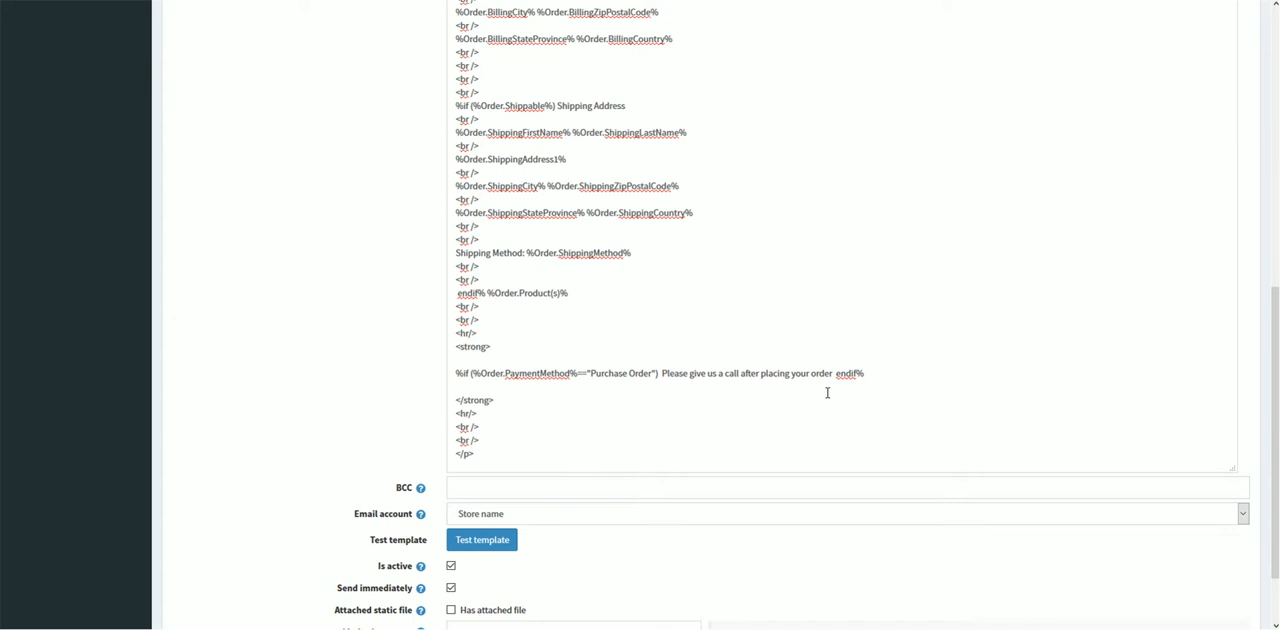 %Order.BillingCity% %Order.BillingZipPostalCode%
<br />
%Order.BillingStateProvince% %Order.BillingCountry%
<br />
<br />
<br />
<br />
%if (%Order.Shippable%) Shipping Address
<br />
%Order.ShippingFirstName% %Order.ShippingLastName%
<br />
%Order.ShippingAddress1%
<br />
%Order.ShippingCity% %Order.ShippingZipPostalCode%
<br />
%Order.ShippingStateProvince% %Order.ShippingCountry%
<br />
<br />
Shipping Method: %Order.ShippingMethod%
<br />
<br />
endif% %Order.Product(s)%
<br />
<br />
<hr/>
<strong>
%if (%Order.PaymentMethod%=="Purchase Order") Please give us a call after placing your order endif%
</strong>
<hr/>
<br />
<br />
</p>
BCC ?
Email account ? Store name
Test template Test template
Is active ?
Send immediately ?
Attached static file ? Has attached file